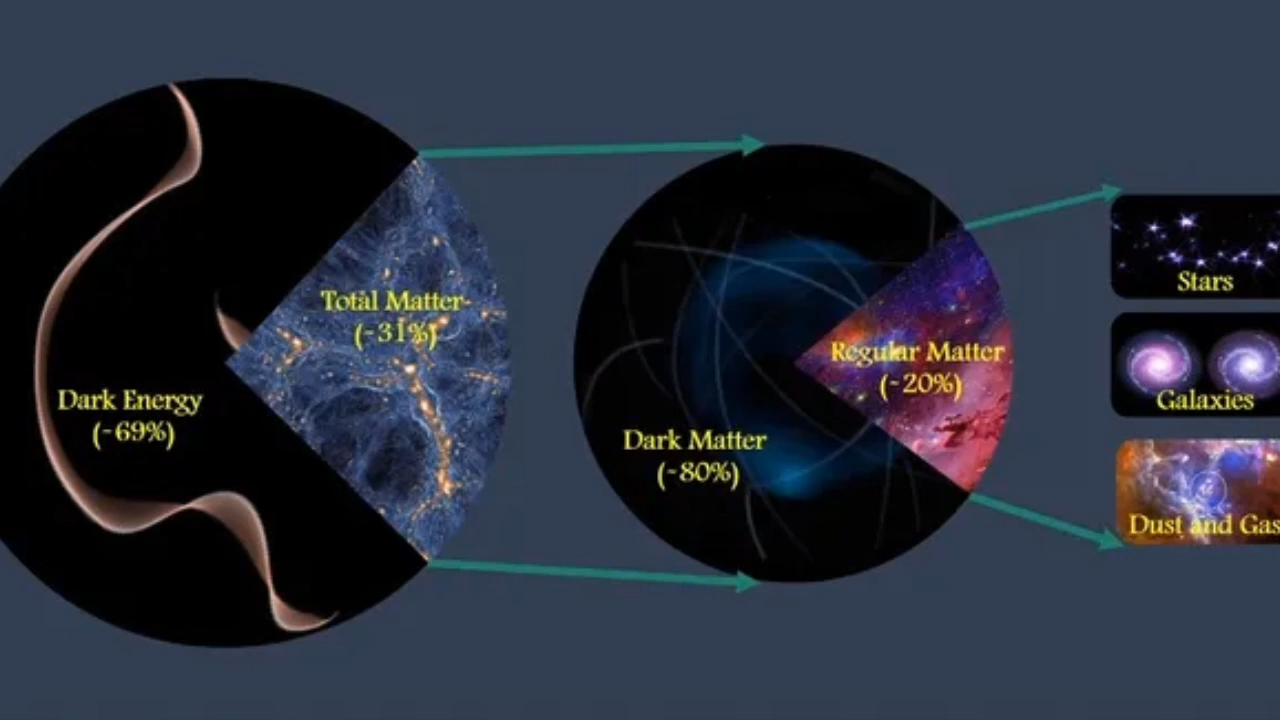 Dark Energy
(~69%)
Total Matter
(~31%)
Dark Matter
(~80%)
Regular Matter
(~20%)
Stars
Galaxies
Dust and Gas